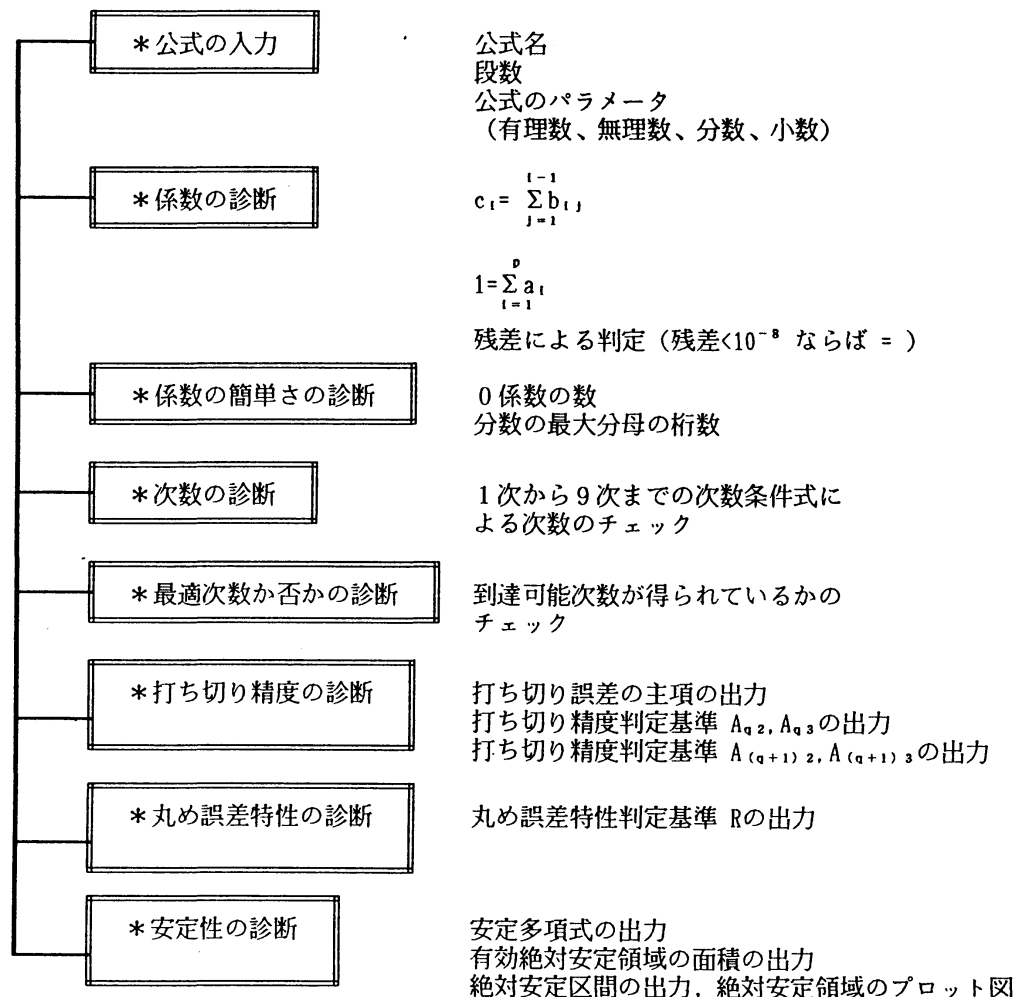 ＊公式の入力
公式名
段数
公式のパラメータ
（有理数、無理数、分数、小数）
＊係数の診断
c_i= Σ_{j=1}^{i-1} b_{ij}
1=Σ_{i=1}^{p} a_i
残差による判定（残差<10⁻⁸ ならば = ）
＊係数の簡単さの診断
０係数の数
分数の最大分母の桁数
＊次数の診断
１次から９次までの次数条件式に
よる次数のチェック
＊最適次数か否かの診断
到達可能次数が得られているかの
チェック
＊打ち切り精度の診断
打ち切り誤差の主項の出力
打ち切り精度判定基準 A_{q2}, A_{q3}の出力
打ち切り精度判定基準 A_{(q+1)2}, A_{(q+1)3}の出力
＊丸め誤差特性の診断
丸め誤差特性判定基準 Rの出力
＊安定性の診断
安定多項式の出力
有効絶対安定領域の面積の出力
絶対安定区間の出力, 絶対安定領域のプロット図